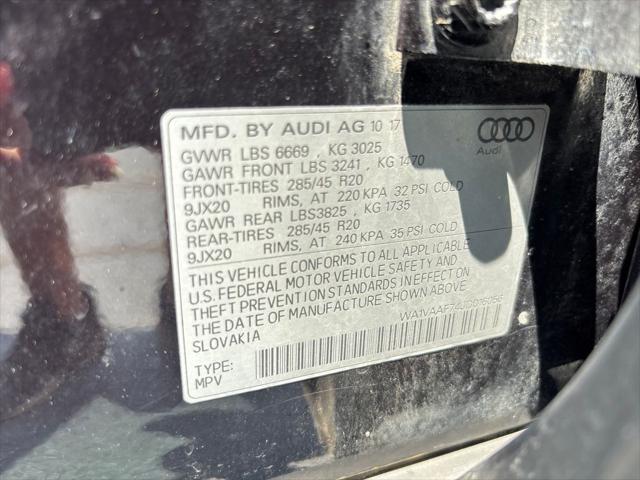 MFD. BY AUDI AG 10 17
Audi
GVWR LBS 6669 , KG 3025
GAWR FRONT LBS 3241 , KG 1470
FRONT-TIRES 285/45 R20
9JX20 RIMS, AT 220 KPA 32 PSI COLD
GAWR REAR LBS3825 , KG 1735
REAR-TIRES 285/45 R20
9JX20 RIMS, AT 240 KPA 35 PSI COLD
THIS VEHICLE CONFORMS TO ALL APPLICABLE
U.S. FEDERAL MOTOR VEHICLE SAFETY AND
THEFT PREVENTION STANDARDS IN EFFECT ON
THE DATE OF MANUFACTURE SHOWN ABOVE
SLOVAKIA
TYPE:
MPV